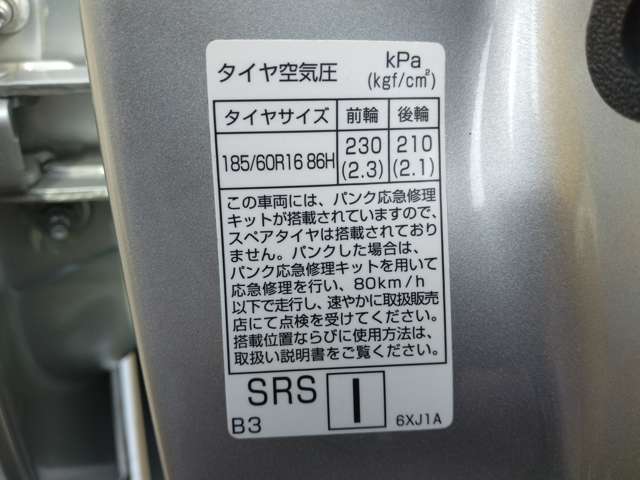 タイヤ空気圧 kPa
(kgf/c㎡)
タイヤサイズ 前輪 後輪
185/60R16 86H 230 210
(2.3) (2.1)
この車両には、パンク応急修理
キットが搭載されていますので、
スペアタイヤは搭載されており
ません。パンクした場合は、
パンク応急修理キットを用いて
応急修理を行い、80km/h
以下で走行し、速やかに取扱販売
店にて点検を受けてください。
搭載位置ならびに使用方法は、
取扱い説明書をご覧ください。
SRS I
B3 6XJ1A